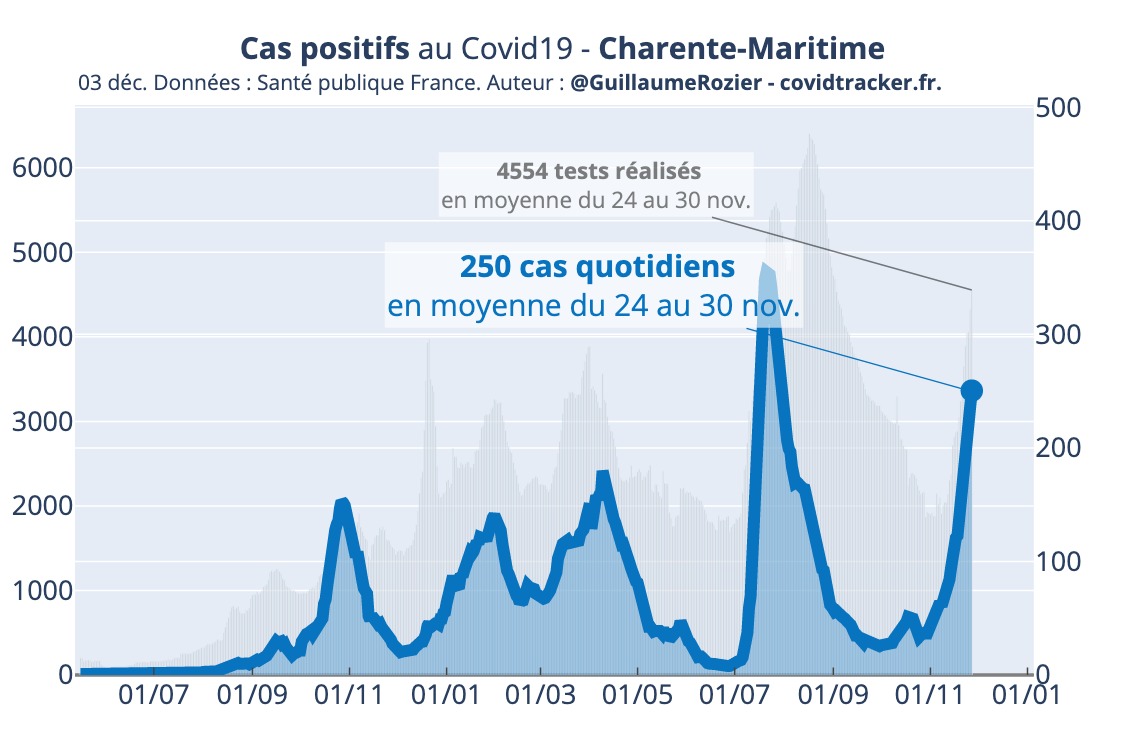 Cas positifs au Covid19 - Charente-Maritime
03 déc. Données : Santé publique France. Auteur : @GuillaumeRozier - covidtracker.fr.
500
6000
4554 tests réalisés
en moyenne du 24 au 30 nov.
400
5000
250 cas quotidiens
en moyenne du 24 au 30 nov.
300
4000
3000
200
2000
100
1000
0
0
01/07 01/09 01/11 01/01 01/03 01/05 01/07 01/09 01/11 01/01